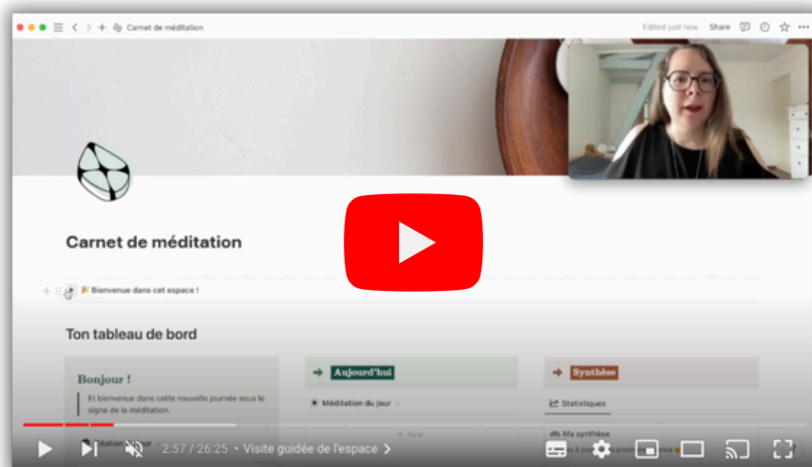 Carnet de méditation
Edited just now Share
Carnet de méditation
🎉 Bienvenue dans cet espace !
Ton tableau de bord
Bonjour !
Et bienvenue dans cette nouvelle journée sous le
signe de la méditation.
→ Aujourd'hui
Méditation du jour
+ New
→ Synthèse
Statistiques
Ma synthèse
2:57 / 26:25 • Visite guidée de l'espace